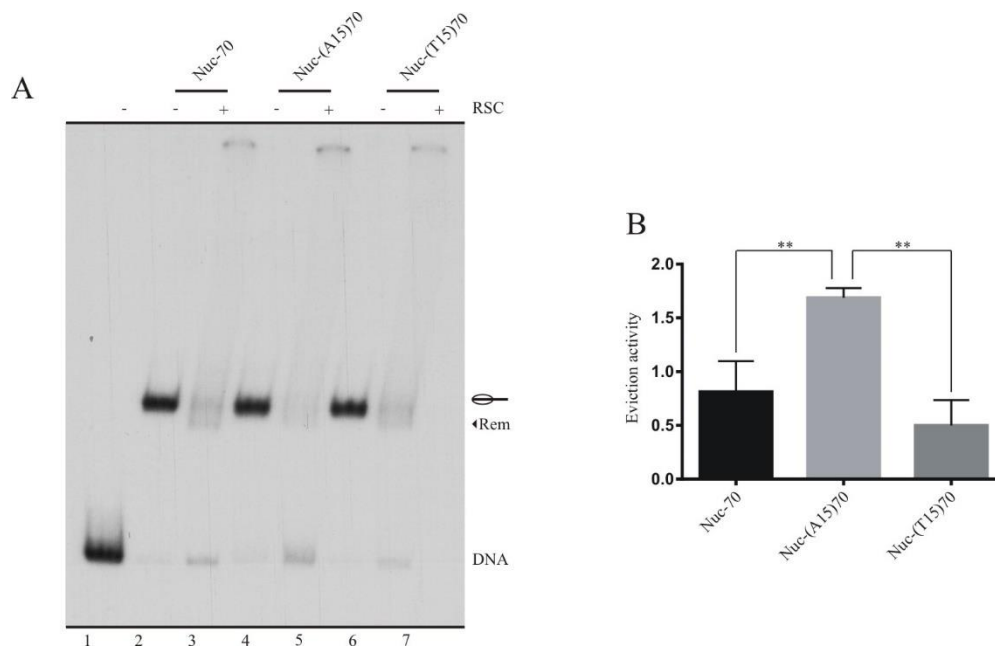 A
Nuc-70
Nuc-(A15)70
Nuc-(T15)70
- - + - + - + RSC
Rem
DNA
1 2 3 4 5 6 7
B
** **
Eviction activity
2.0
1.5
1.0
0.5
0.0
Nuc-70
Nuc-(A15)70
Nuc-(T15)70